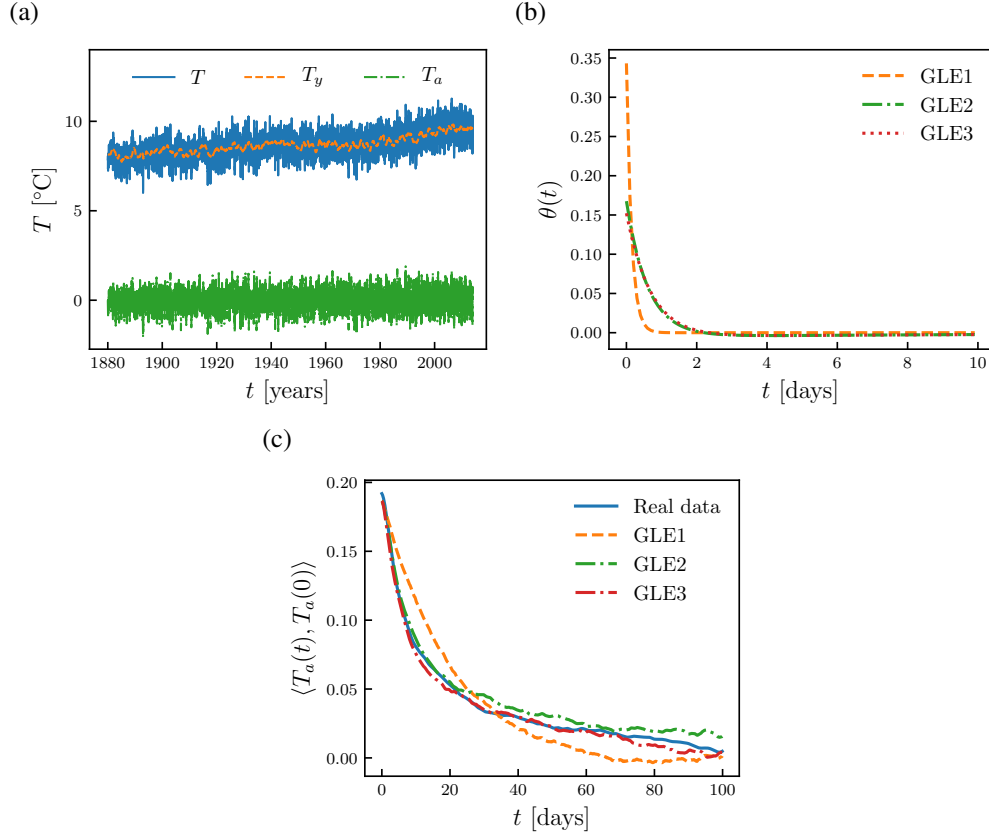 (a)
T T_y T_a
10
5
0
T [°C]
1880 1900 1920 1940 1960 1980 2000
t [years]
(b)
GLE1
GLE2
GLE3
0.35
0.30
0.25
0.20
0.15
0.10
0.05
0.00
θ(t)
0 2 4 6 8 10
t [days]
(c)
Real data
GLE1
GLE2
GLE3
0.20
0.15
0.10
0.05
0.00
⟨T_a(t), T_a(0)⟩
0 20 40 60 80 100
t [days]